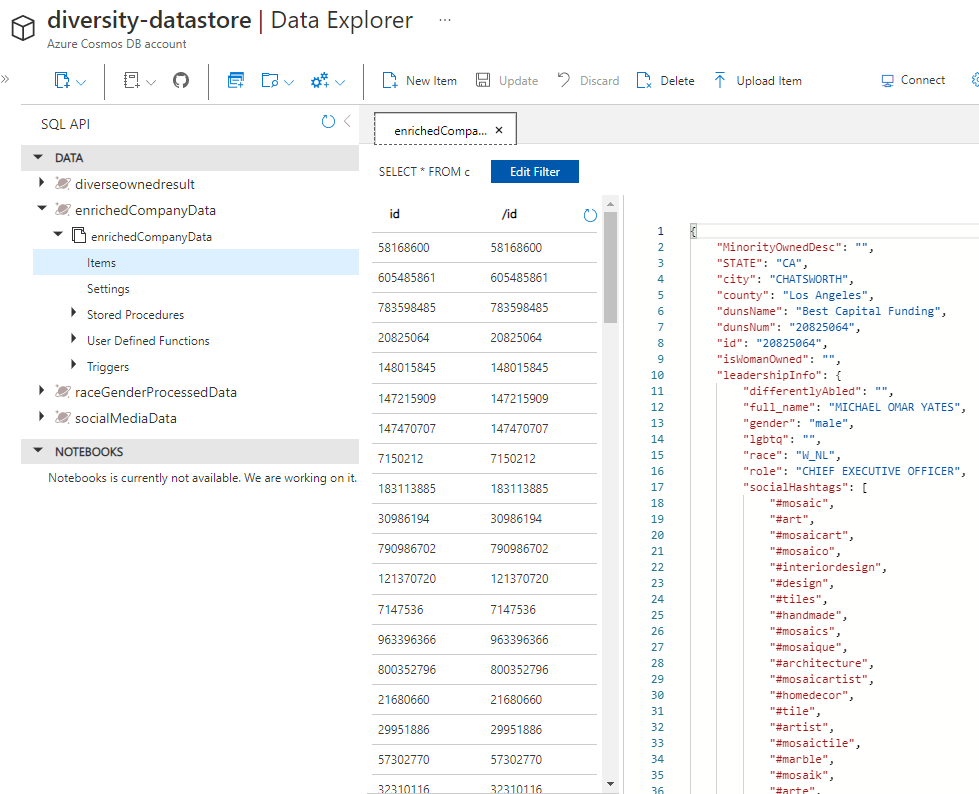 diversity-datastore | Data Explorer ...
Azure Cosmos DB account
New Item Update Discard Delete Upload Item Connect
SQL API
DATA
diverseownedresult
enrichedCompanyData
enrichedCompanyData
Items
Settings
Stored Procedures
User Defined Functions
Triggers
raceGenderProcessedData
socialMediaData
NOTEBOOKS
Notebooks is currently not available. We are working on it.
enrichedCompa...
SELECT * FROM c Edit Filter
id /id
58168600 58168600
605485861 605485861
783598485 783598485
20825064 20825064
148015845 148015845
147215909 147215909
147470707 147470707
7150212 7150212
183113885 183113885
30986194 30986194
790986702 790986702
121370720 121370720
7147536 7147536
963396366 963396366
800352796 800352796
21680660 21680660
29951886 29951886
57302770 57302770
32310116 32310116
1 {
2 "MinorityOwnedDesc": "",
3 "STATE": "CA",
4 "city": "CHATSWORTH",
5 "county": "Los Angeles",
6 "dunsName": "Best Capital Funding",
7 "dunsNum": "20825064",
8 "id": "20825064",
9 "isWomanOwned": "",
10 "leadershipInfo": {
11 "differentlyAbled": "",
12 "full_name": "MICHAEL OMAR YATES",
13 "gender": "male",
14 "lgbtq": "",
15 "race": "W_NL",
16 "role": "CHIEF EXECUTIVE OFFICER",
17 "socialHashtags": [
18 "#mosaic",
19 "#art",
20 "#mosaicart",
21 "#mosaico",
22 "#interiordesign",
23 "#design",
24 "#tiles",
25 "#handmade",
26 "#mosaics",
27 "#mosaique",
28 "#architecture",
29 "#mosaicartist",
30 "#homedecor",
31 "#tile",
32 "#artist",
33 "#mosaictile",
34 "#marble",
35 "#mosaik",
36 "#arte",